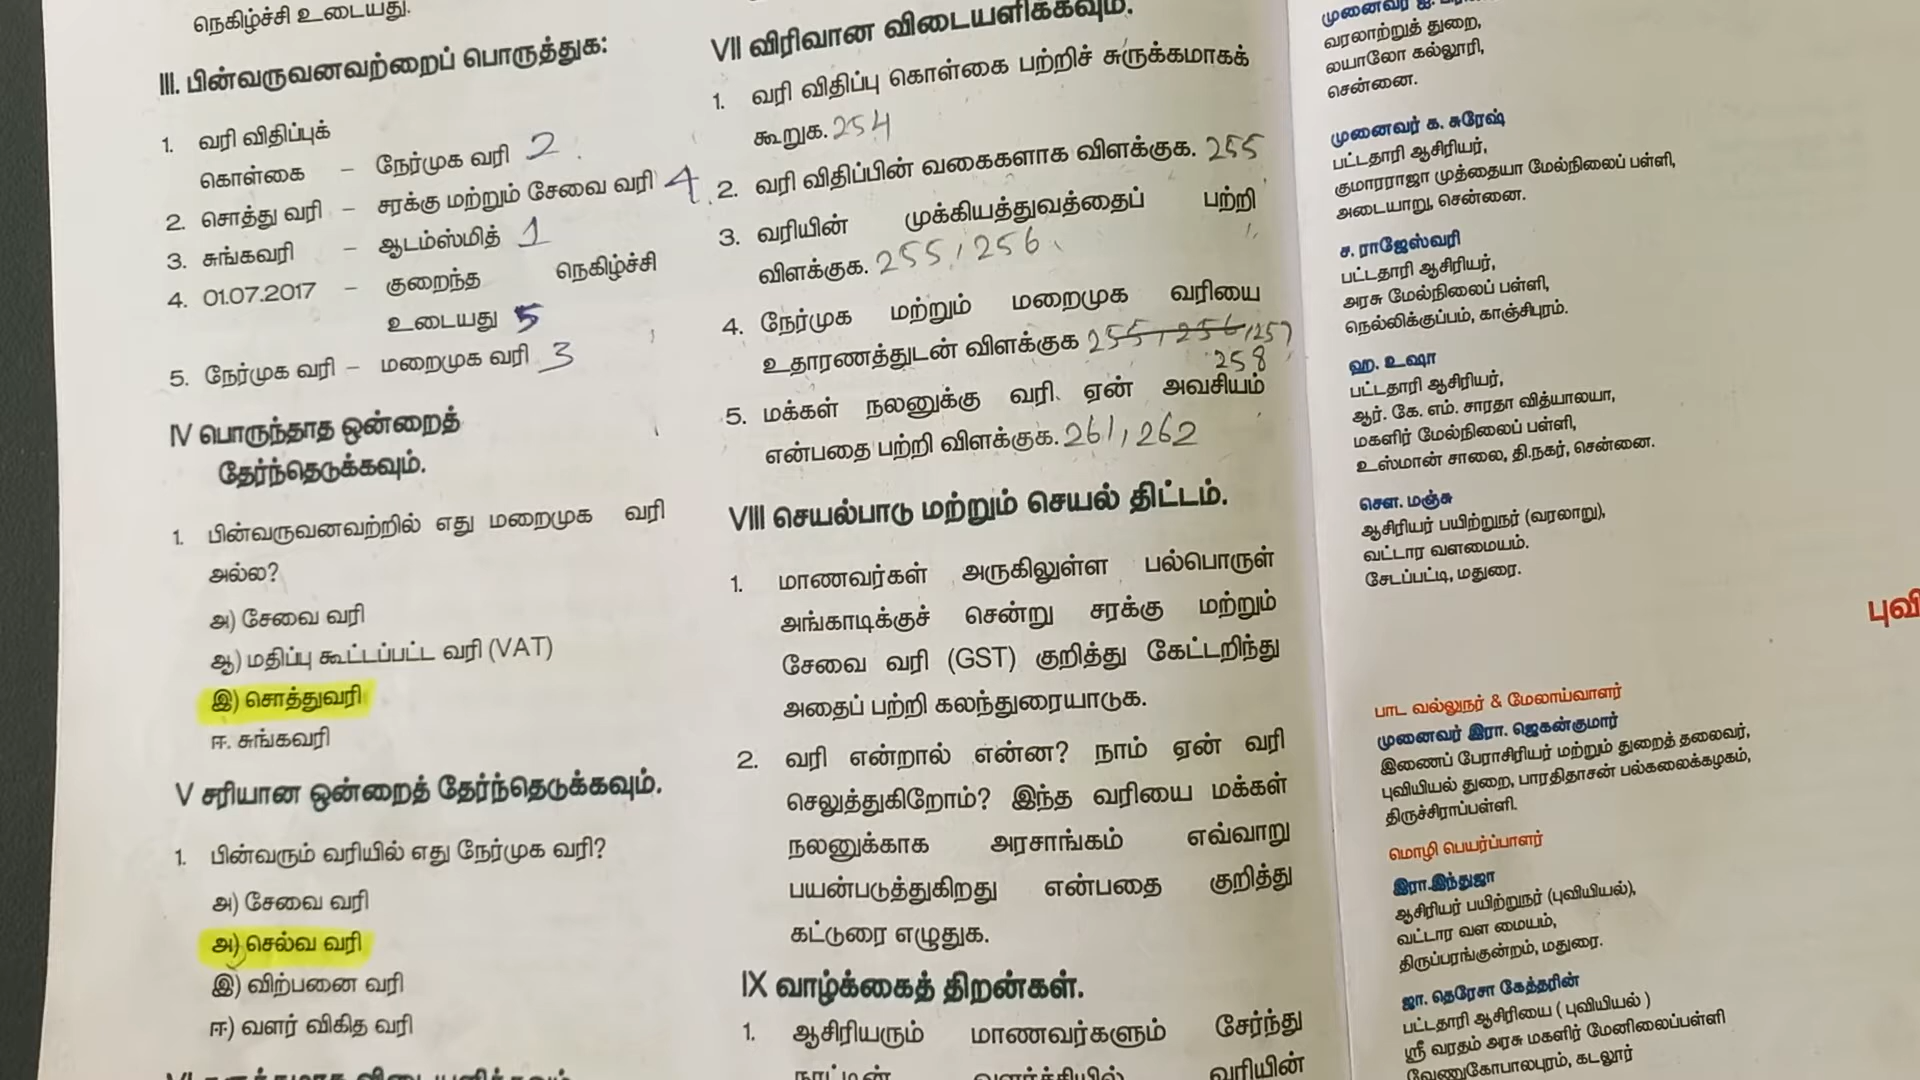 நெகிழ்ச்சி உடையது.
III. பின்வருவனவற்றைப் பொருத்துக:
1. வரி விதிப்புக்
கொள்கை – நேர்முக வரி 2
2. சொத்து வரி – சரக்கு மற்றும் சேவை வரி 4
3. சுங்கவரி – ஆடம்ஸ்மித் 1
4. 01.07.2017 – குறைந்த நெகிழ்ச்சி
உடையது 5
5. நேர்முக வரி – மறைமுக வரி 3
IV பொருந்தாத ஒன்றைத்
தேர்ந்தெடுக்கவும்.
1. பின்வருவனவற்றில் எது மறைமுக வரி
அல்ல?
அ) சேவை வரி
ஆ) மதிப்பு கூட்டப்பட்ட வரி (VAT)
இ) சொத்துவரி
ஈ. சுங்கவரி
V சரியான ஒன்றைத் தேர்ந்தெடுக்கவும்.
1. பின்வரும் வரியில் எது நேர்முக வரி?
அ) சேவை வரி
அ) செல்வ வரி
இ) விற்பனை வரி
ஈ) வளர் விகித வரி
VII விரிவான விடையளிக்கவும்.
1. வரி விதிப்பு கொள்கை பற்றிச் சுருக்கமாகக்
கூறுக. 254
2. வரி விதிப்பின் வகைகளாக விளக்குக. 255
3. வரியின் முக்கியத்துவத்தைப் பற்றி
விளக்குக. 255, 256
4. நேர்முக மற்றும் மறைமுக வரியை
உதாரணத்துடன் விளக்குக 255, 256, 257
258
5. மக்கள் நலனுக்கு வரி ஏன் அவசியம்
என்பதை பற்றி விளக்குக. 261, 262
VIII செயல்பாடு மற்றும் செயல் திட்டம்.
1. மாணவர்கள் அருகிலுள்ள பல்பொருள்
அங்காடிக்குச் சென்று சரக்கு மற்றும்
சேவை வரி (GST) குறித்து கேட்டறிந்து
அதைப் பற்றி கலந்துரையாடுக.
2. வரி என்றால் என்ன? நாம் ஏன் வரி
செலுத்துகிறோம்? இந்த வரியை மக்கள்
நலனுக்காக அரசாங்கம் எவ்வாறு
பயன்படுத்துகிறது என்பதை குறித்து
கட்டுரை எழுதுக.
IX வாழ்க்கைத் திறன்கள்.
1. ஆசிரியரும் மாணவர்களும் சேர்ந்து
நாட்டின் வளர்ச்சியில் வரியின்
முனைவர்
வரலாற்றுத் துறை,
லயாலோ கல்லூரி,
சென்னை.
முனைவர் க. சுரேஷ்
பட்டதாரி ஆசிரியர்,
குமாரராஜா முத்தையா மேல்நிலைப் பள்ளி,
அடையாறு, சென்னை.
ச. ராஜேஸ்வரி
பட்டதாரி ஆசிரியர்,
அரசு மேல்நிலைப் பள்ளி,
நெல்லிக்குப்பம், காஞ்சிபுரம்.
ஹ. உஷா
பட்டதாரி ஆசிரியர்,
ஆர். கே. எம். சாரதா வித்யாலயா,
மகளிர் மேல்நிலைப் பள்ளி,
உஸ்மான் சாலை, தி.நகர், சென்னை.
சௌ. மஞ்சு
ஆசிரியர் பயிற்றுநர் (வரலாறு),
வட்டார வளமையம்.
சேடப்பட்டி, மதுரை.
பாட வல்லுநர் & மேலாய்வாளர்
முனைவர் இரா. ஜெகன்குமார்
இணைப் பேராசிரியர் மற்றும் துறைத் தலைவர்,
புவியியல் துறை, பாரதிதாசன் பல்கலைக்கழகம்,
திருச்சிராப்பள்ளி.
மொழி பெயர்ப்பாளர்
இரா.இந்துஜா
ஆசிரியர் பயிற்றுநர் (புவியியல்),
வட்டார வள மையம்,
திருப்பரங்குன்றம், மதுரை.
ஜா. தெரேசா கேத்தரின்
பட்டதாரி ஆசிரியை ( புவியியல் )
ஸ்ரீ வரதம் அரசு மகளிர் மேனிலைப்பள்ளி
வேணுகோபாலபுரம், கடலூர்
புவி